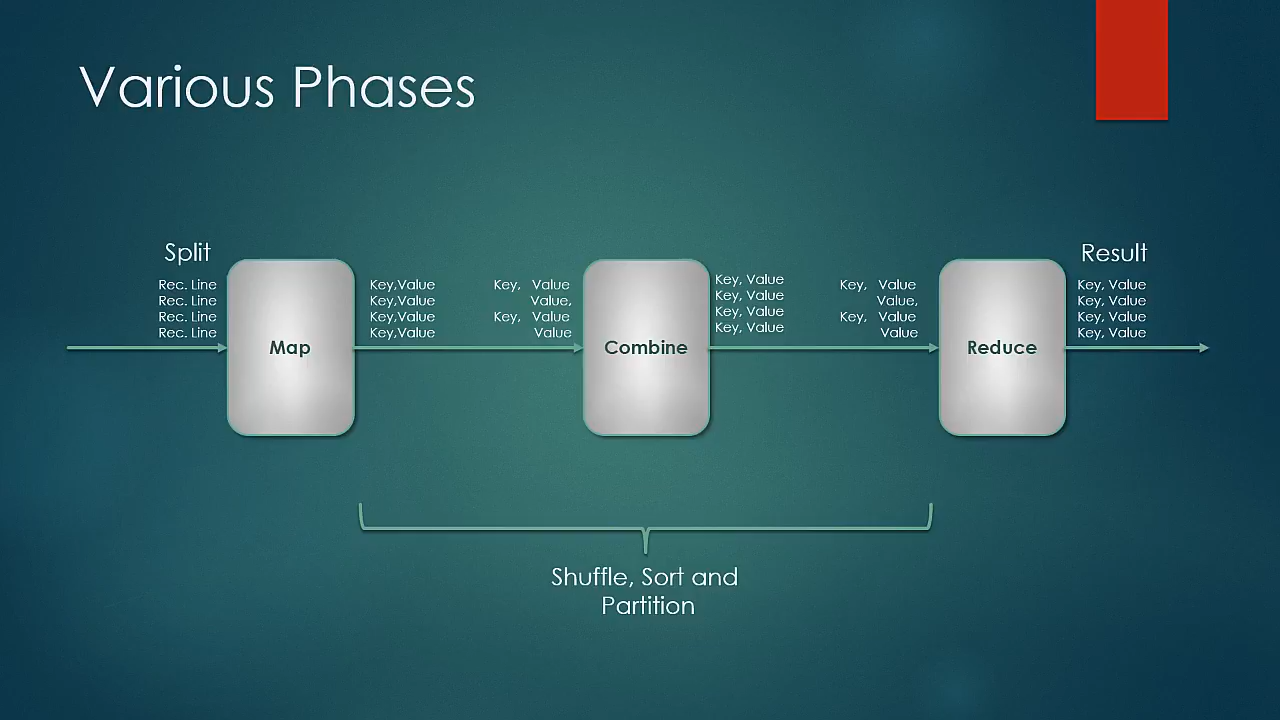 Various Phases
Split
Rec. Line
Rec. Line
Rec. Line
Rec. Line
Map
Key,Value
Key,Value
Key,Value
Key,Value
Key, Value
Value,
Key, Value
Value
Combine
Key, Value
Key, Value
Key, Value
Key, Value
Key, Value
Value,
Key, Value
Value
Reduce
Result
Key, Value
Key, Value
Key, Value
Key, Value
Shuffle, Sort and
Partition